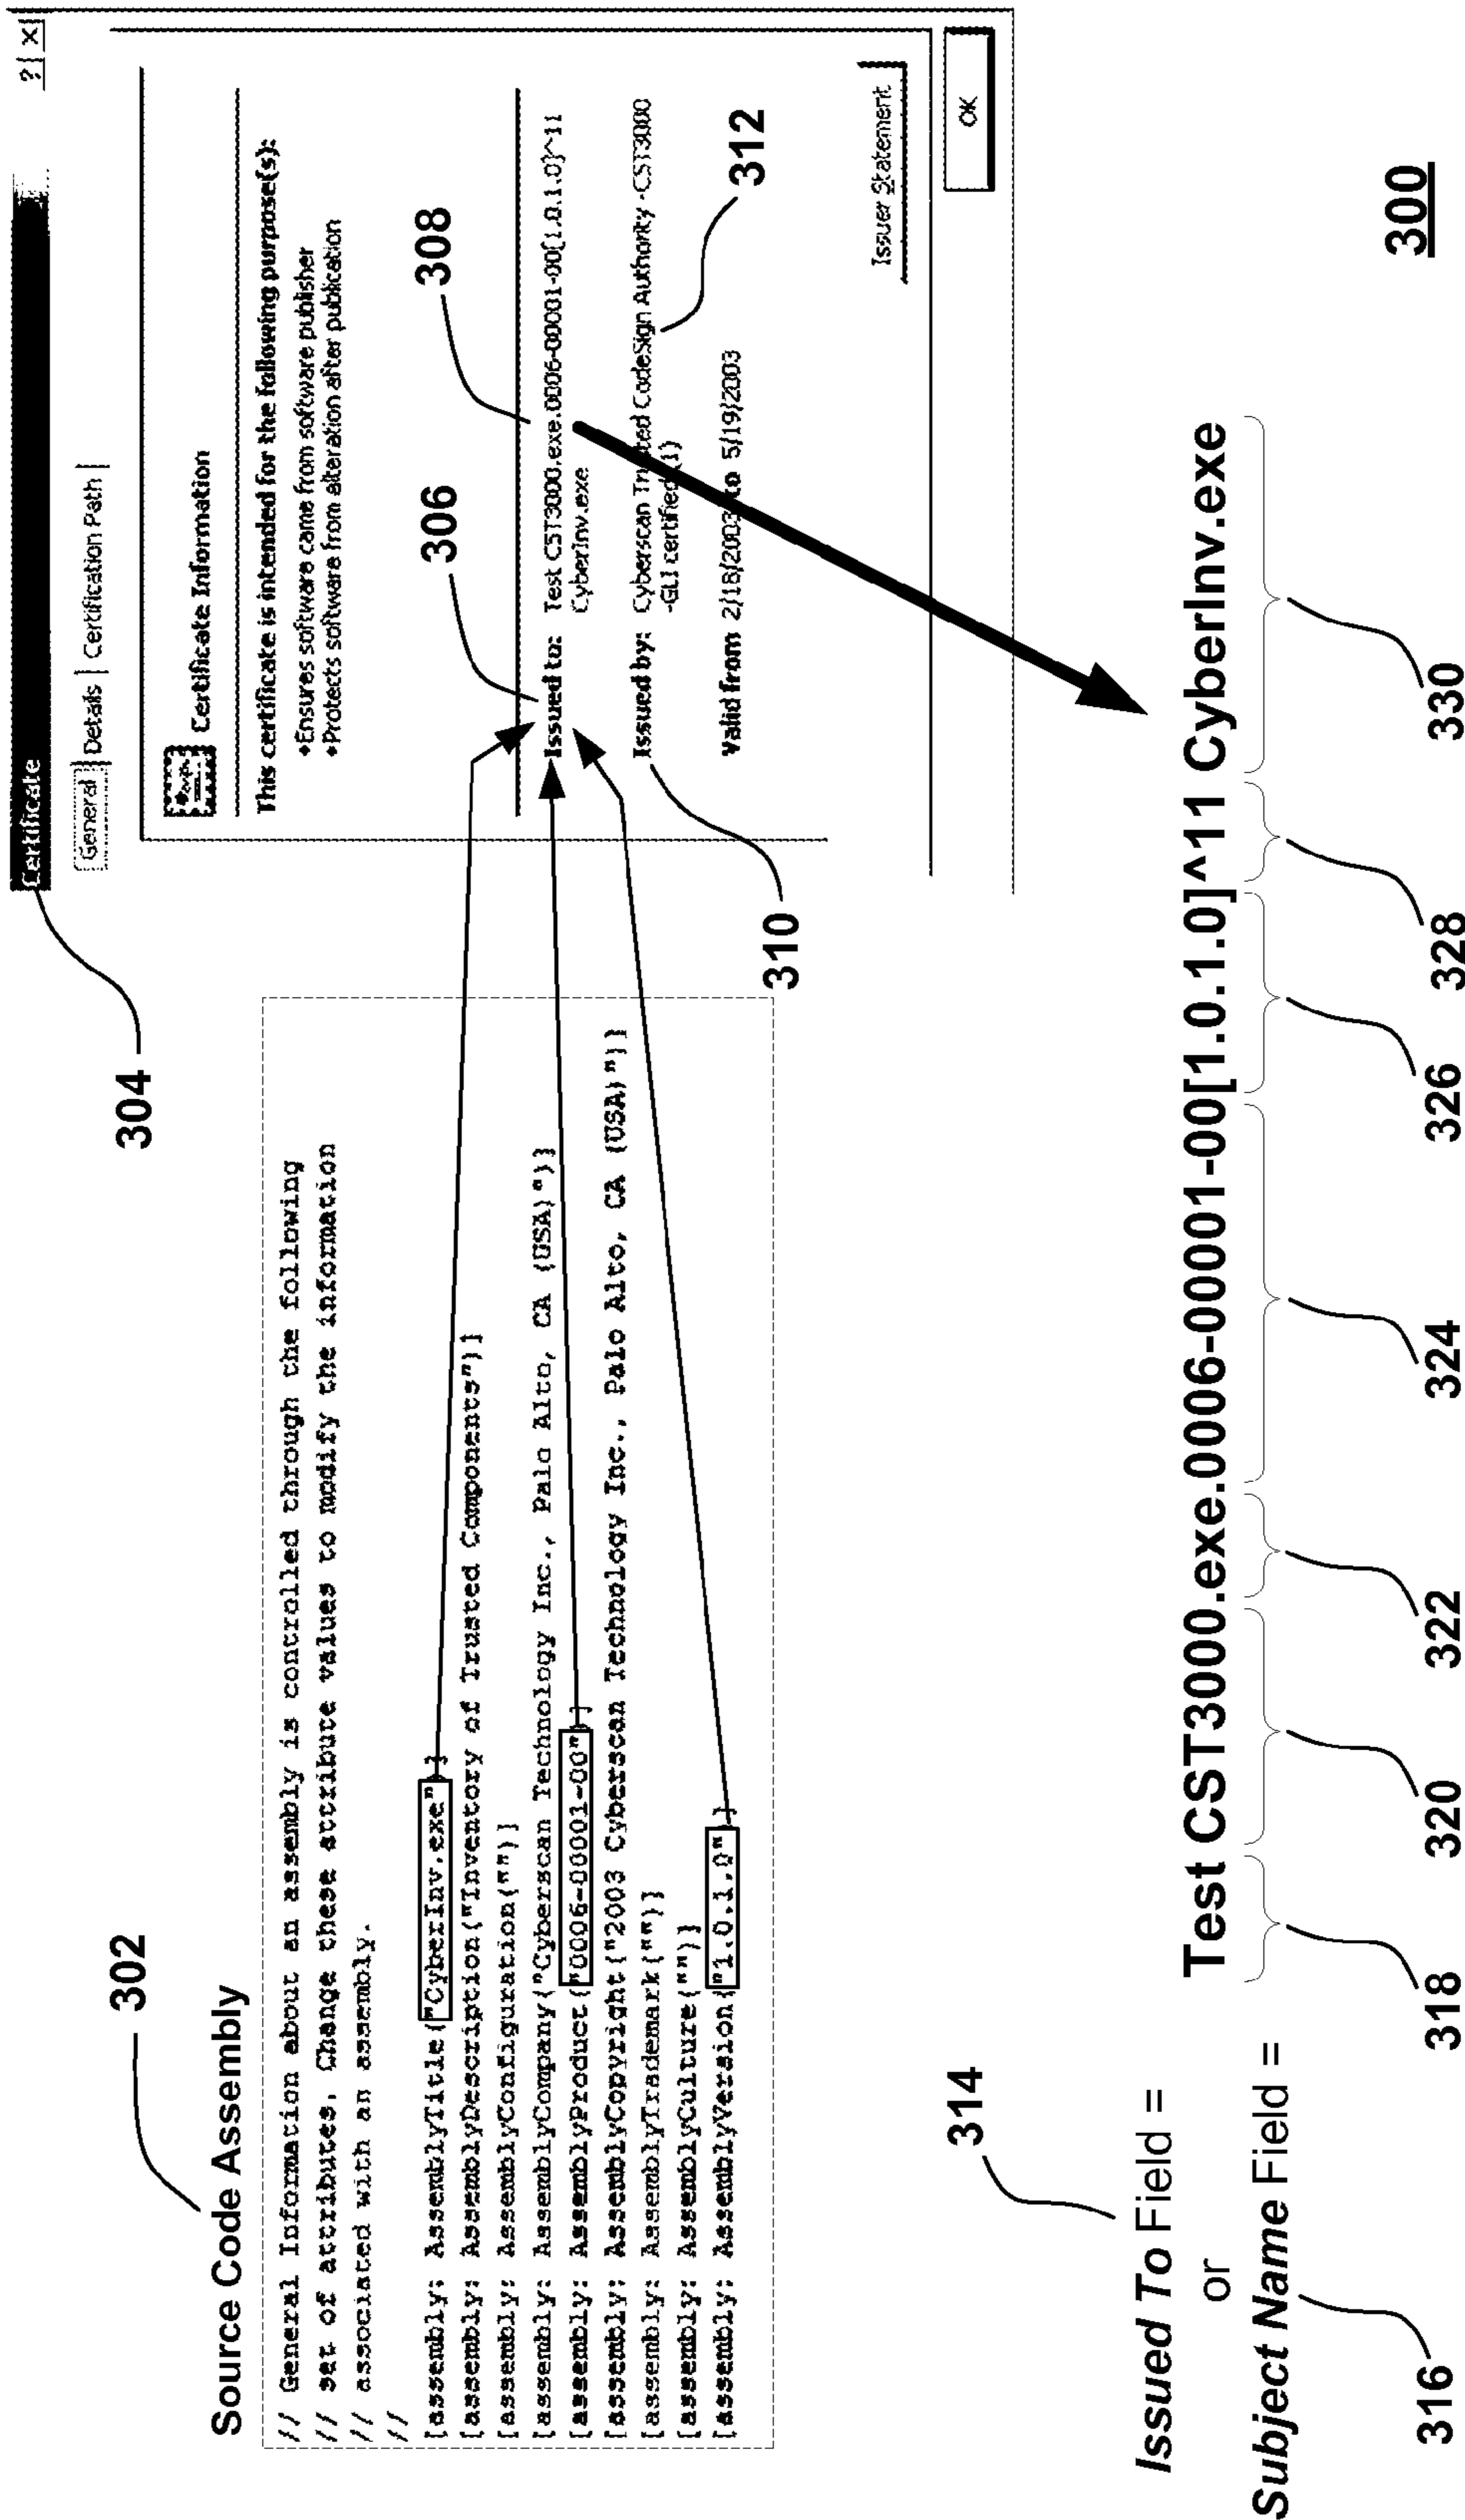 302
Source Code Assembly
// General Information about an assembly is controlled through the following
// set of attributes. Change these attribute values to modify the information
// associated with an assembly.
//
[assembly: AssemblyTitle("CyberInv.exe")]
[assembly: AssemblyDescription("Inventory of Trusted Components")]
[assembly: AssemblyConfiguration("")]
[assembly: AssemblyCompany("Cyberscan Technology Inc., Palo Alto, CA (USA)")]
[assembly: AssemblyProduct("0006-00001-00")]
[assembly: AssemblyCopyright("2003 Cyberscan Technology Inc., Palo Alto, CA (USA)")]
[assembly: AssemblyTrademark("")]
[assembly: AssemblyCulture("")]
[assembly: AssemblyVersion("1.0.1.0")]
304
Certificate ? X
General | Details | Certification Path |
Certificate Information
This certificate is intended for the following purpose(s):
•Ensures software came from software publisher
•Protects software from alteration after publication
306
308
Issued to: Test CST3000.exe.0006-00001-00[1.0.1.0]^11
CyberInv.exe
Issued by: Cyberscan Trusted CodeSign Authority -CST3000
-GLI certified (1)
310
312
Valid from 2/18/2003 to 5/19/2003
Issuer Statement
OK
314
Issued To Field =
or
Subject Name Field =
316
Test CST3000.exe.0006-00001-00[1.0.1.0]^11 CyberInv.exe
318 320 322 324 326 328 330
300